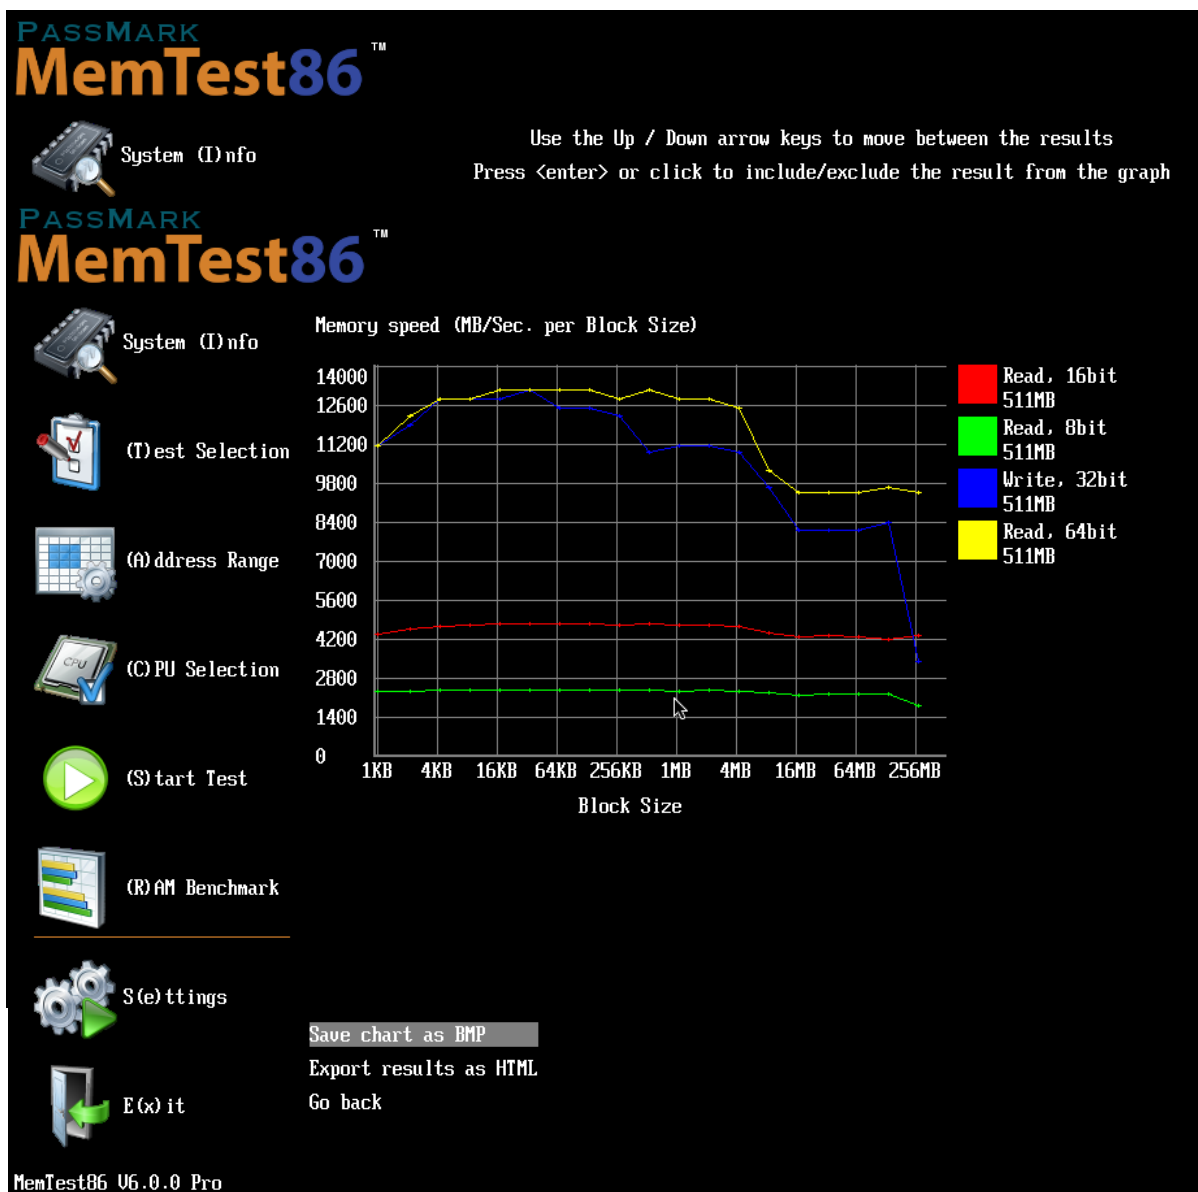 PASSMARK
MemTest86 ™
System (I)nfo
Use the Up / Down arrow keys to move between the results
Press <enter> or click to include/exclude the result from the graph
PASSMARK
MemTest86 ™
System (I)nfo
(T)est Selection
(A)ddress Range
(C)PU Selection
CPU
(S)tart Test
(R)AM Benchmark
S(e)ttings
E(x)it
MemTest86 V6.0.0 Pro
Memory speed (MB/Sec. per Block Size)
14000
12600
11200
9800
8400
7000
5600
4200
2800
1400
0
1KB 4KB 16KB 64KB 256KB 1MB 4MB 16MB 64MB 256MB
Block Size
Read, 16bit
511MB
Read, 8bit
511MB
Write, 32bit
511MB
Read, 64bit
511MB
Save chart as BMP
Export results as HTML
Go back